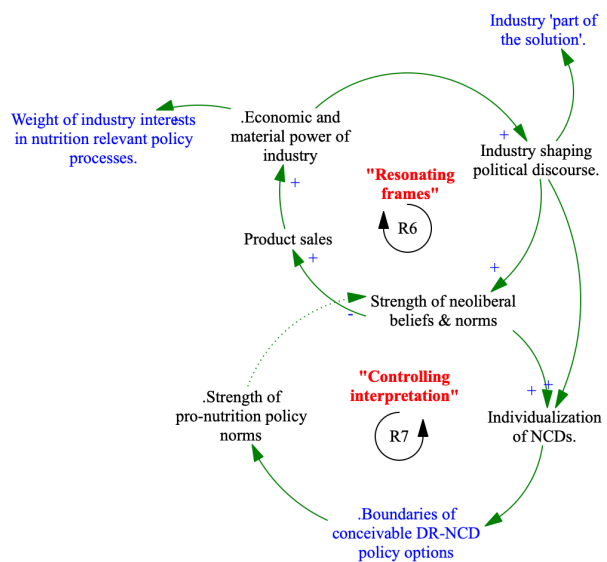 Industry 'part of
the solution'.
Weight of industry interests
in nutrition relevant policy
processes.
+
.Economic and
material power of
industry
+
Industry shaping
political discourse.
"Resonating
frames"
R6
+
Product sales
+
+
Strength of neoliberal
beliefs & norms
-
"Controlling
interpretation"
R7
+
+
.Strength of
pro-nutrition policy
norms
Individualization
of NCDs.
.Boundaries of
conceivable DR-NCD
policy options